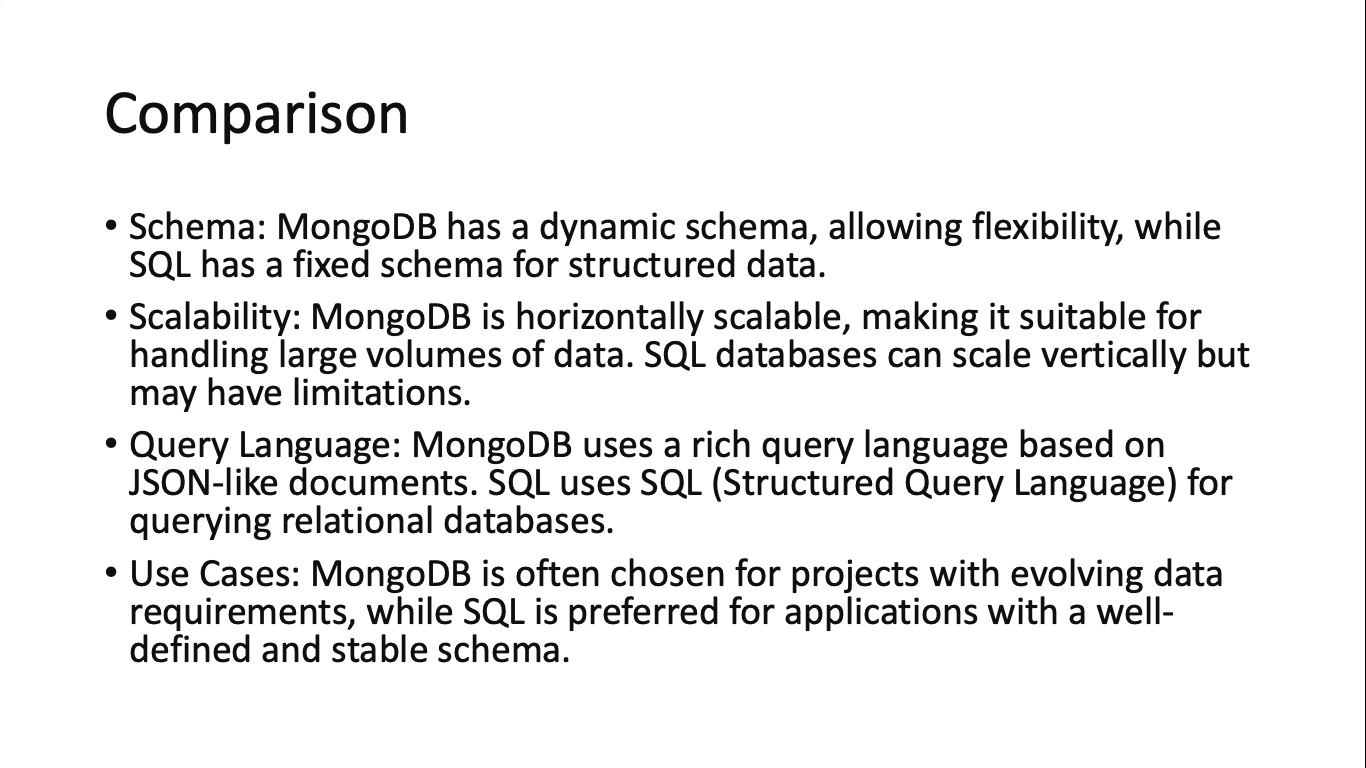 Comparison
• Schema: MongoDB has a dynamic schema, allowing flexibility, while
SQL has a fixed schema for structured data.
• Scalability: MongoDB is horizontally scalable, making it suitable for
handling large volumes of data. SQL databases can scale vertically but
may have limitations.
• Query Language: MongoDB uses a rich query language based on
JSON-like documents. SQL uses SQL (Structured Query Language) for
querying relational databases.
• Use Cases: MongoDB is often chosen for projects with evolving data
requirements, while SQL is preferred for applications with a well-
defined and stable schema.